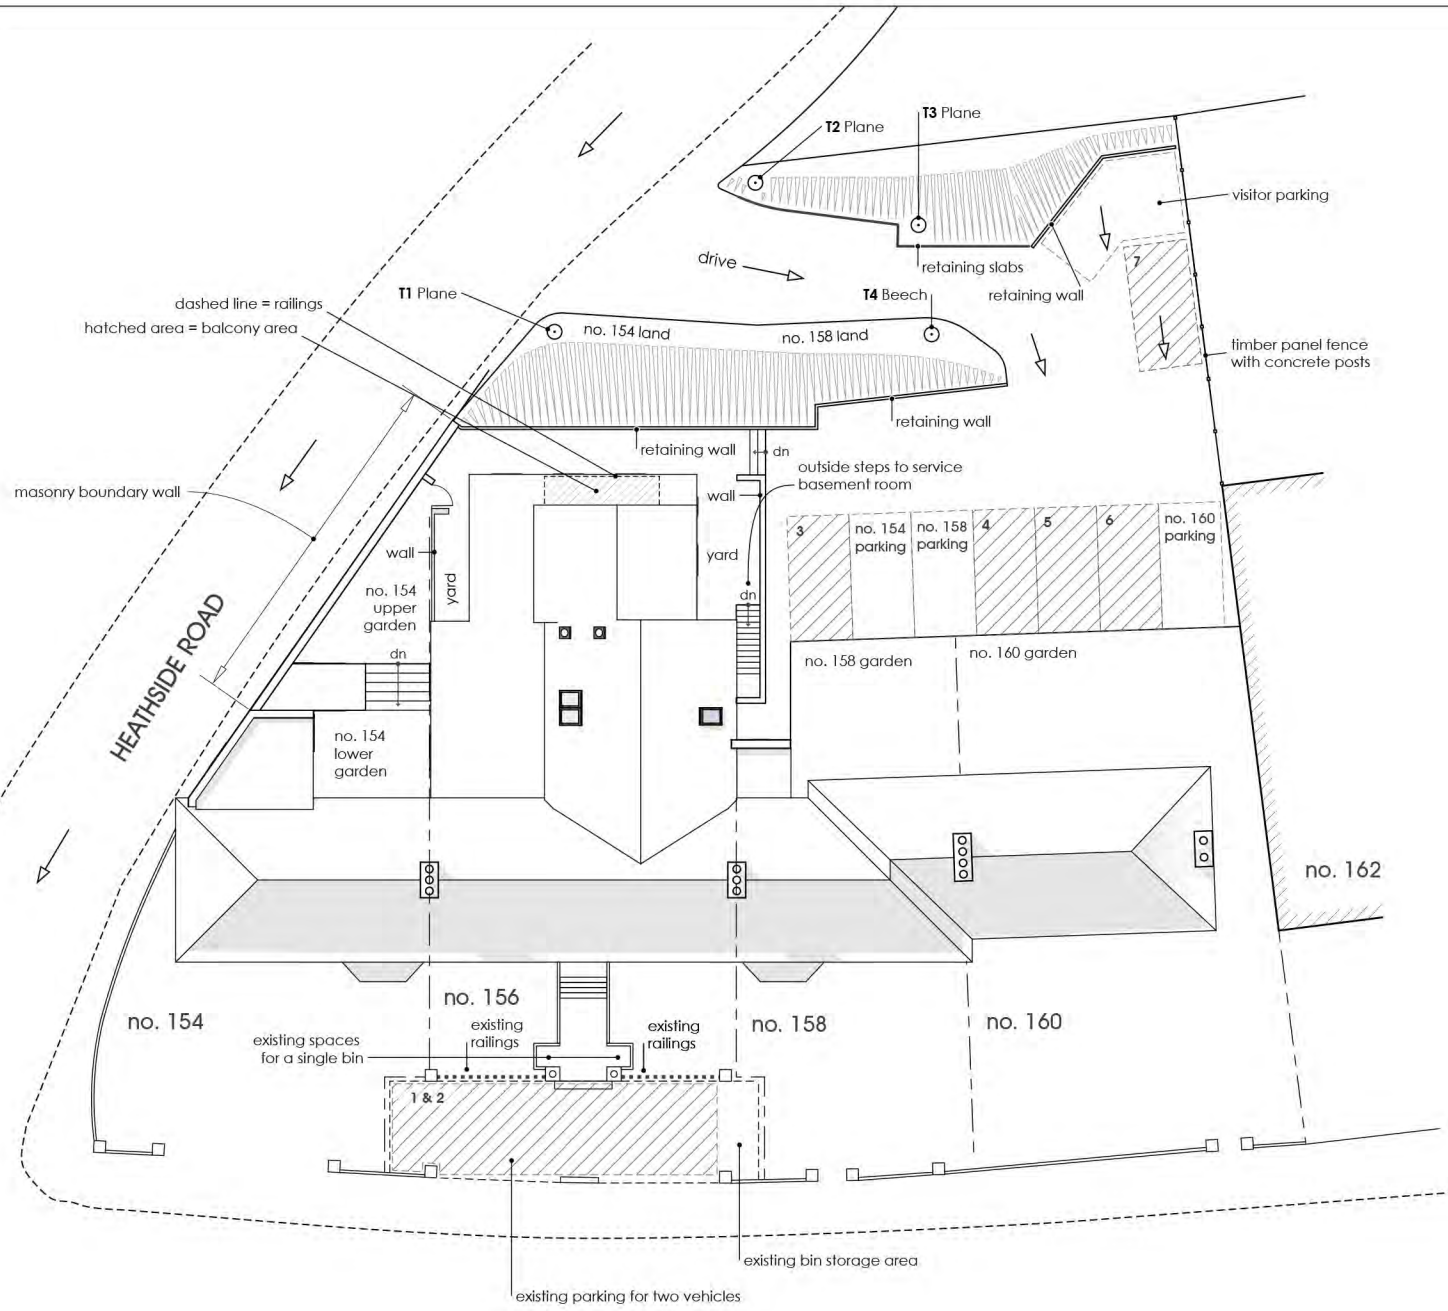 T3 Plane
T2 Plane
visitor parking
drive
retaining slabs
7
T1 Plane
T4 Beech
retaining wall
dashed line = railings
hatched area = balcony area
no. 154 land
no. 158 land
timber panel fence
with concrete posts
retaining wall
retaining wall
dn
outside steps to service
basement room
masonry boundary wall
wall
3
no. 154
parking
no. 158
parking
4
5
6
no. 160
parking
wall
yard
yard
no. 154
upper
garden
dn
HEATHSIDE ROAD
dn
no. 158 garden
no. 160 garden
no. 154
lower
garden
no. 162
no. 154
no. 156
no. 158
no. 160
existing spaces
for a single bin
existing
railings
existing
railings
1 & 2
existing bin storage area
existing parking for two vehicles